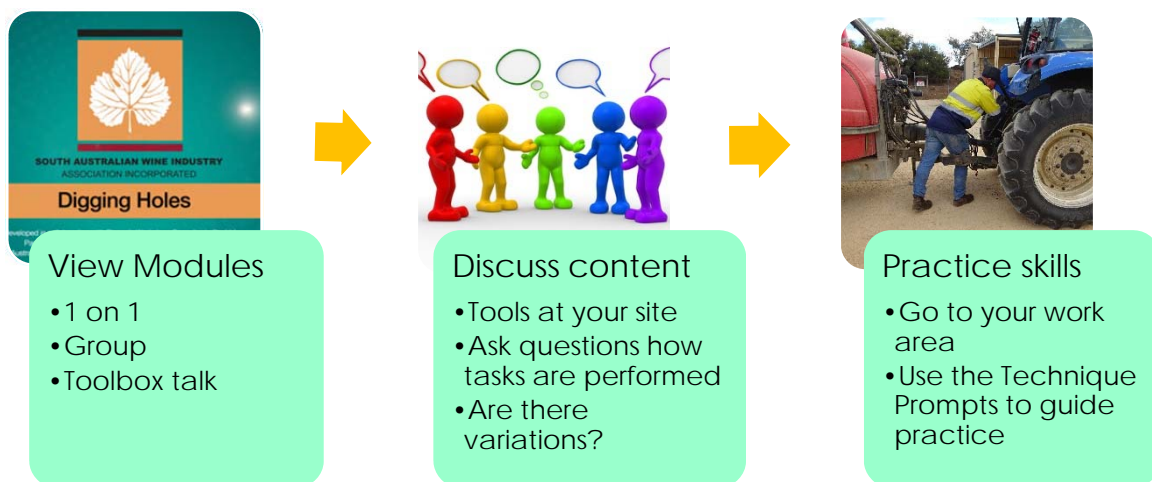 SOUTH AUSTRALIAN WINE INDUSTRY
ASSOCIATION INCORPORATED
Digging Holes
View Modules
•1 on 1
•Group
•Toolbox talk
Discuss content
•Tools at your site
•Ask questions how
tasks are performed
•Are there
variations?
Practice skills
•Go to your work
area
•Use the Technique
Prompts to guide
practice